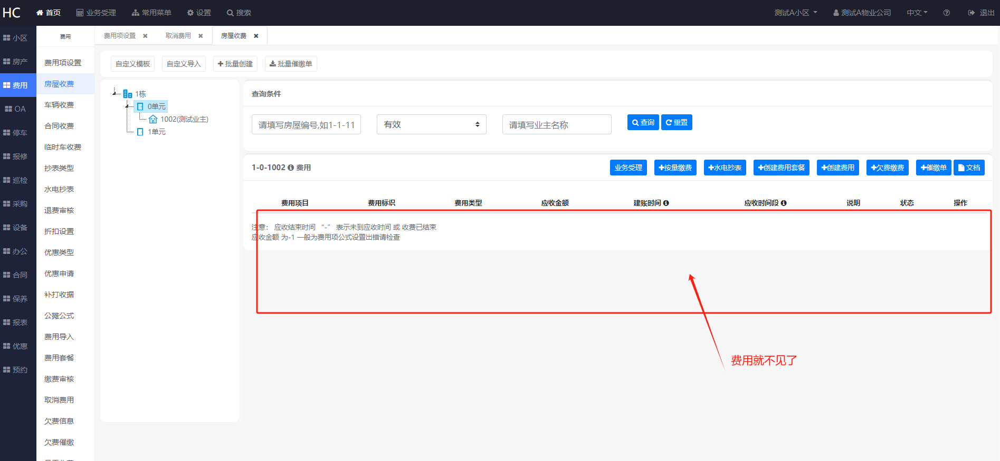 HC 首页 业务受理 常用菜单 设置 搜索 测试A小区 测试A物业公司 中文 退出
小区
房产
费用
OA
停车
报修
巡检
采购
设备
办公
合同
保养
报表
优惠
预约
费用
费用项设置
房屋收费
车辆收费
合同收费
临时车收费
抄表类型
水电抄表
退费审核
折扣设置
优惠类型
优惠申请
补打收据
公摊公式
费用导入
费用套餐
缴费审核
取消费用
欠费信息
欠费催缴
费用项设置 取消费用 房屋收费
自定义模板 自定义导入 批量创建 批量催缴单
1栋
0单元
1002(测试业主)
1单元
查询条件
请填写房屋编号,如1-1-11 有效 请填写业主名称 查询 重置
1-0-1002 费用 业务受理 +按量缴费 +水电抄表 +创建费用套餐 +创建费用 +欠费缴费 +催缴单 文档
费用项目 费用标识 费用类型 应收金额 建账时间 应收时间段 说明 状态 操作
注意： 应收结束时间 “-” 表示未到应收时间 或 收费已结束
应收金额 为-1 一般为费用项公式设置出错请检查
费用就不见了